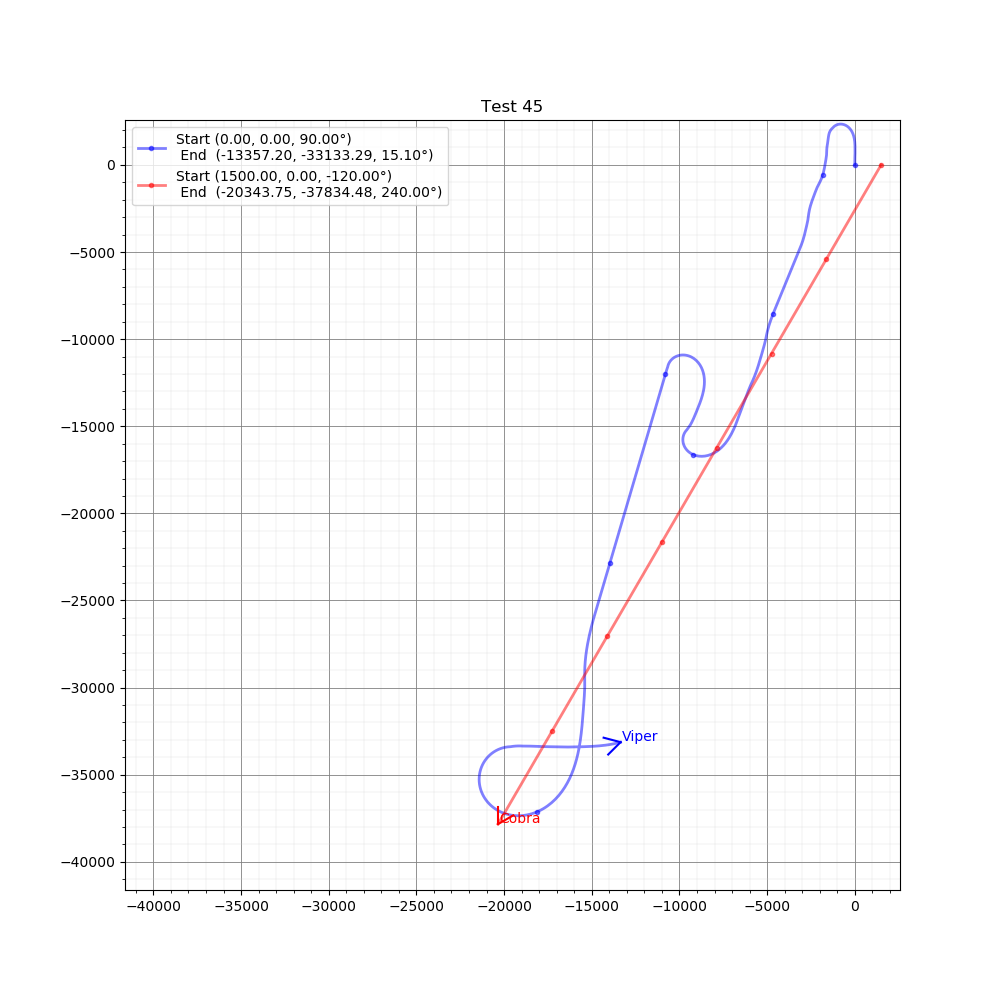 Test 45
Start (0.00, 0.00, 90.00°)
End (-13357.20, -33133.29, 15.10°)
Start (1500.00, 0.00, -120.00°)
End (-20343.75, -37834.48, 240.00°)
0
−5000
−10000
−15000
−20000
−25000
−30000
−35000
−40000
Viper
Cobra
−40000 −35000 −30000 −25000 −20000 −15000 −10000 −5000 0